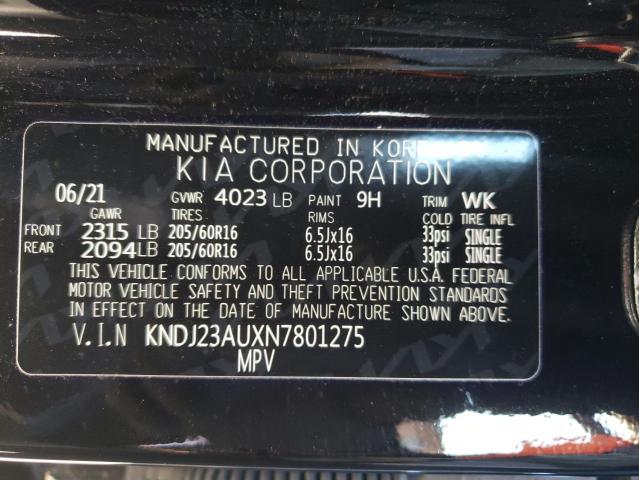 MANUFACTURED IN KOREA
KIA CORPORATION
06/21 GVWR 4023 LB PAINT 9H TRIM WK
GAWR TIRES RIMS COLD TIRE INFL
FRONT 2315 LB 205/60R16 6.5Jx16 33psi SINGLE
REAR 2094LB 205/60R16 6.5Jx16 33psi SINGLE
THIS VEHICLE CONFORMS TO ALL APPLICABLE U.S.A. FEDERAL
MOTOR VEHICLE SAFETY AND THEFT PREVENTION STANDARDS
IN EFFECT ON THE DATE OF MANUFACTURE SHOWN ABOVE.
V.I.N KNDJ23AUXN7801275
MPV